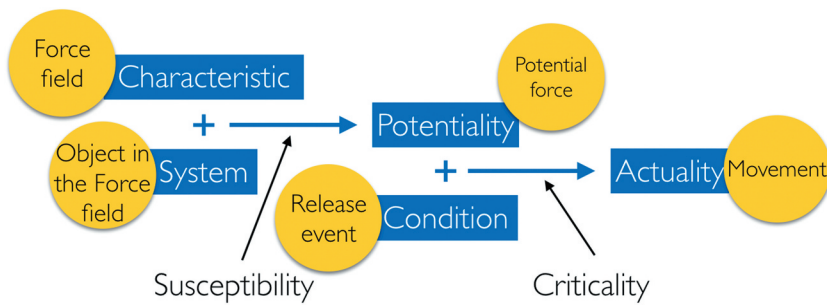 Force
field
Characteristic
+
Object in
the Force
field
System
Susceptibility
Potential
force
Potentiality
+
Release
event
Condition
Criticality
Actuality
Movement